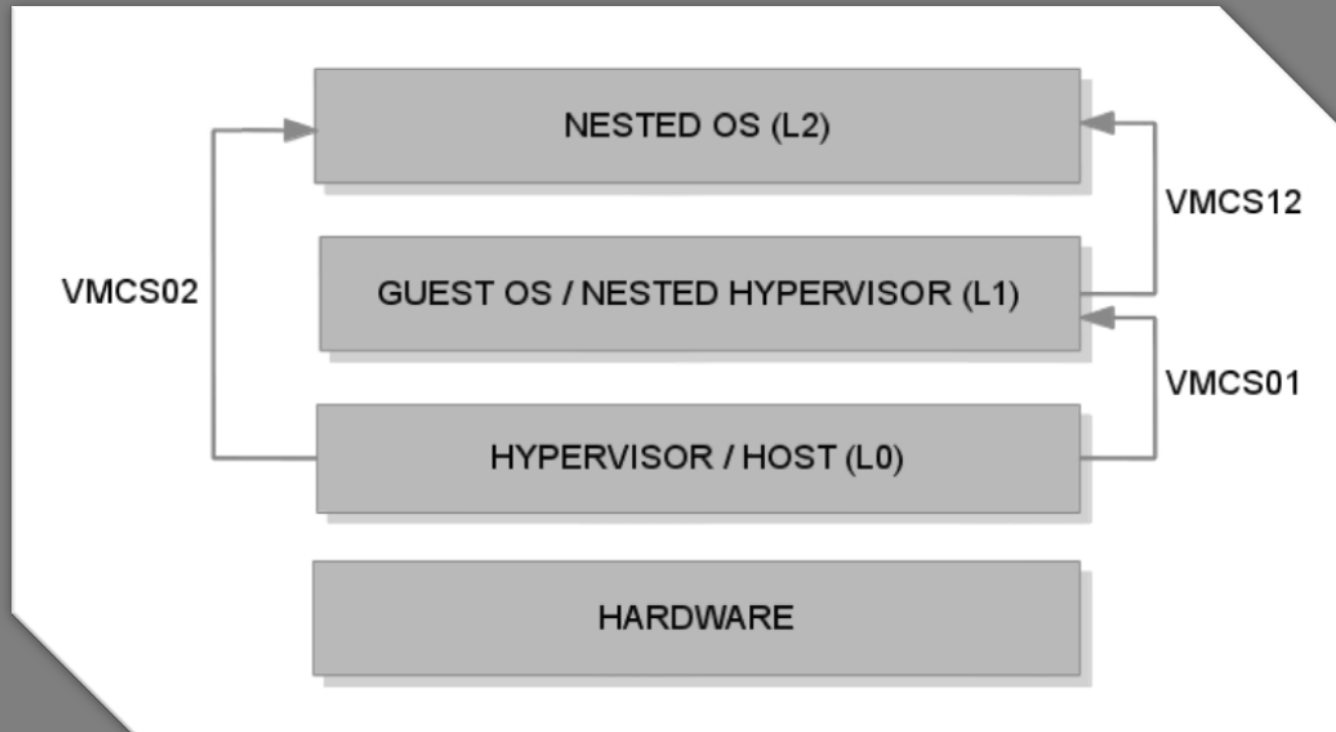 NESTED OS (L2)
VMCS12
VMCS02
GUEST OS / NESTED HYPERVISOR (L1)
VMCS01
HYPERVISOR / HOST (L0)
HARDWARE